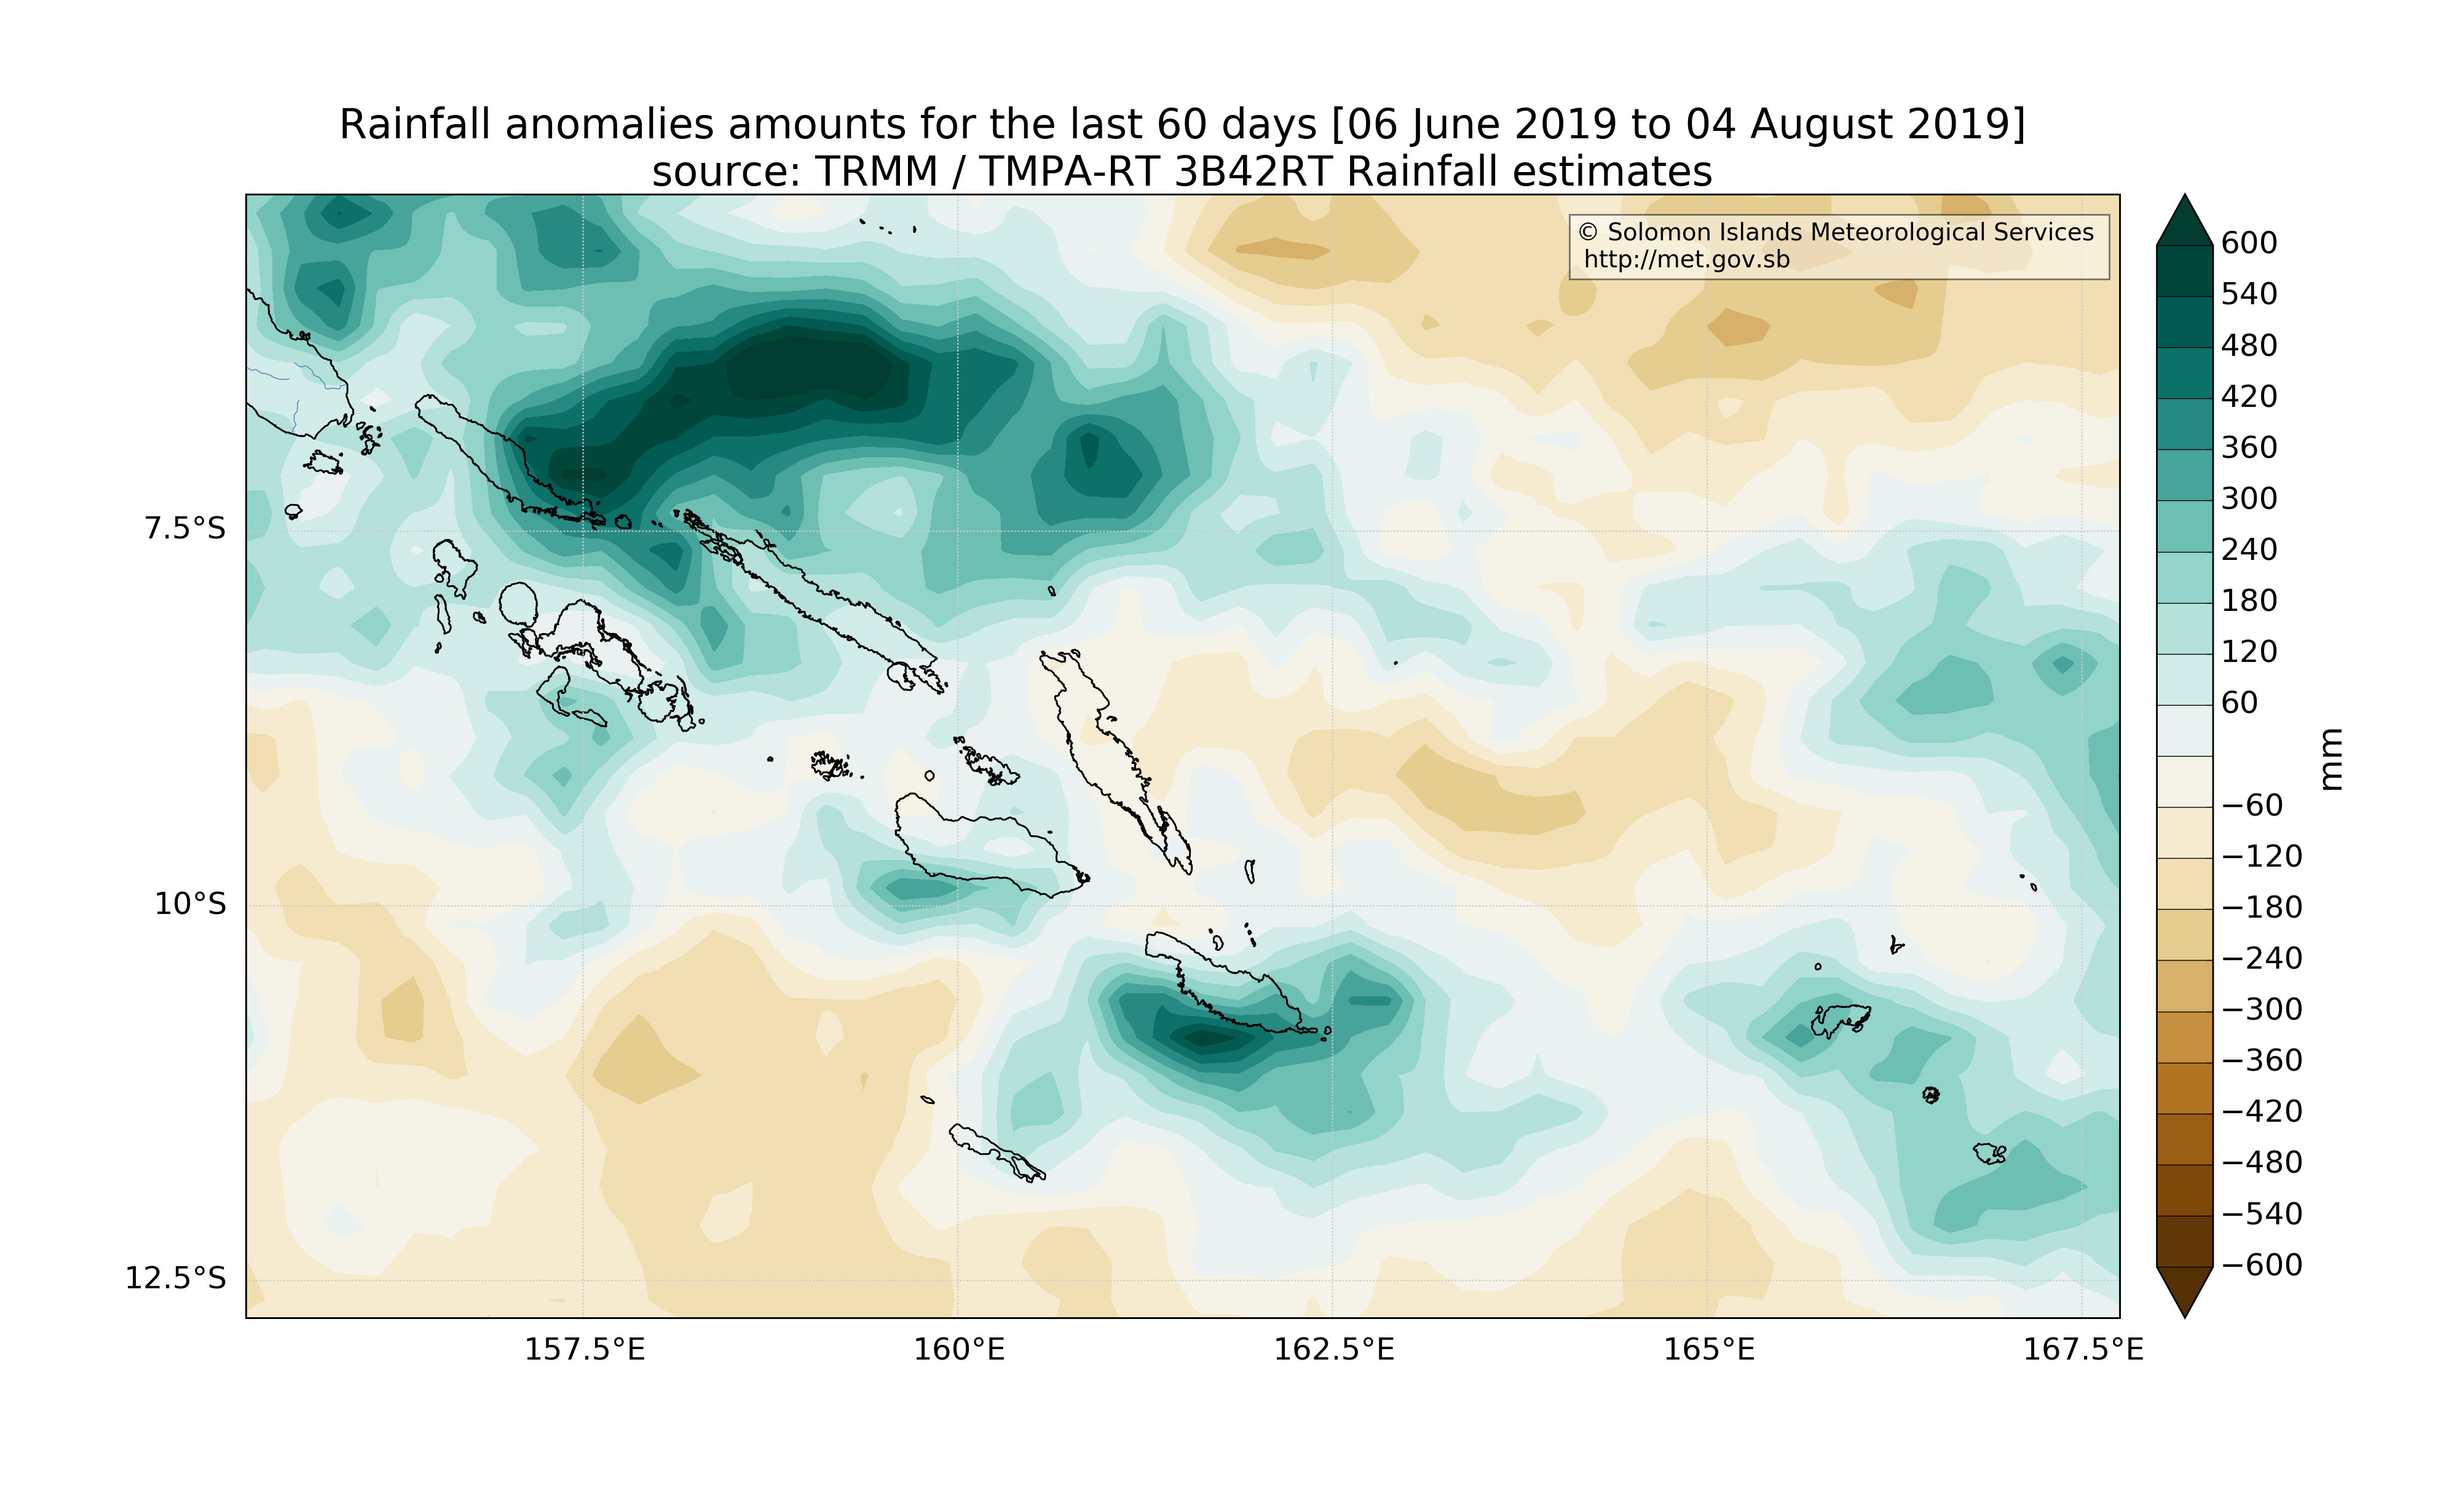 Rainfall anomalies amounts for the last 60 days [06 June 2019 to 04 August 2019]
source: TRMM / TMPA-RT 3B42RT Rainfall estimates
© Solomon Islands Meteorological Services
http://met.gov.sb
7.5°S
10°S
12.5°S
157.5°E
160°E
162.5°E
165°E
167.5°E
600
540
480
420
360
300
240
180
120
60
−60
−120
−180
−240
−300
−360
−420
−480
−540
−600
mm